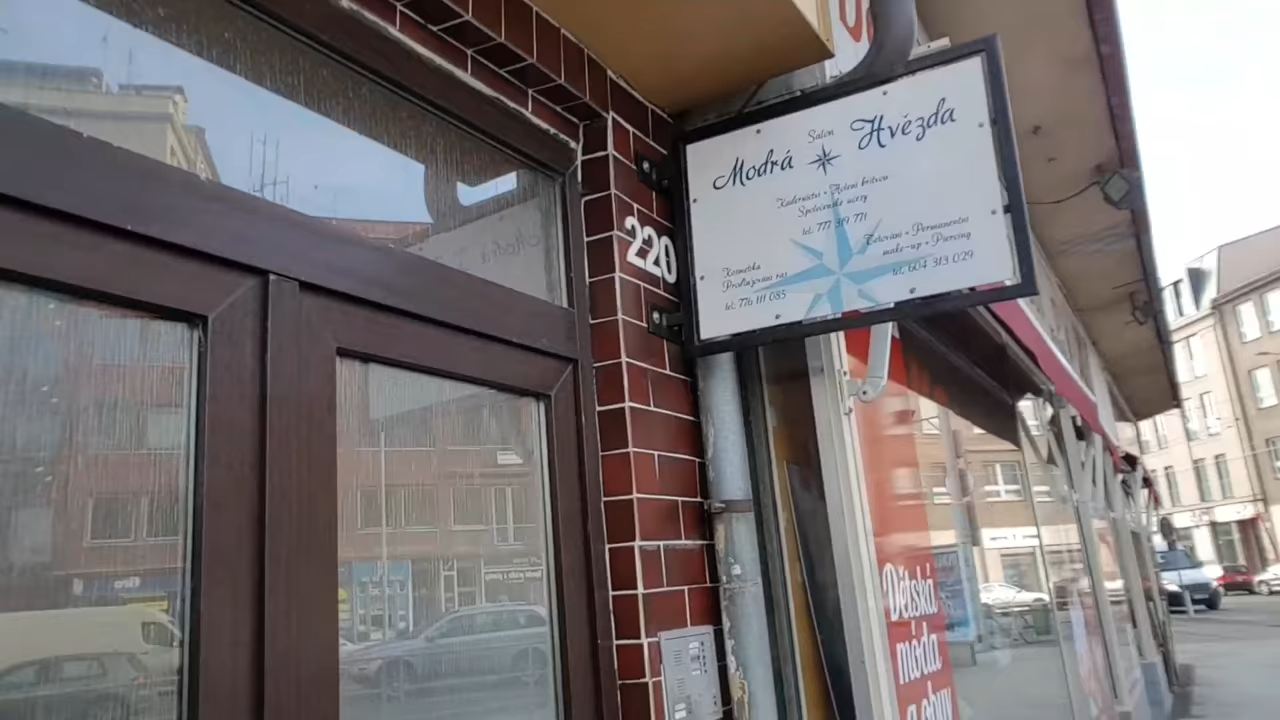 Salon
Modrá Hvězda
Kadeřnictví + Holení břitvou
Společenské účesy
tel. 777 319 771
Tetování + Permanentní
make-up + Piercing
tel. 604 313 029
Kosmetika
Prodlužování řas
tel.: 776 111 085
220
Dětská
móda
a obuv